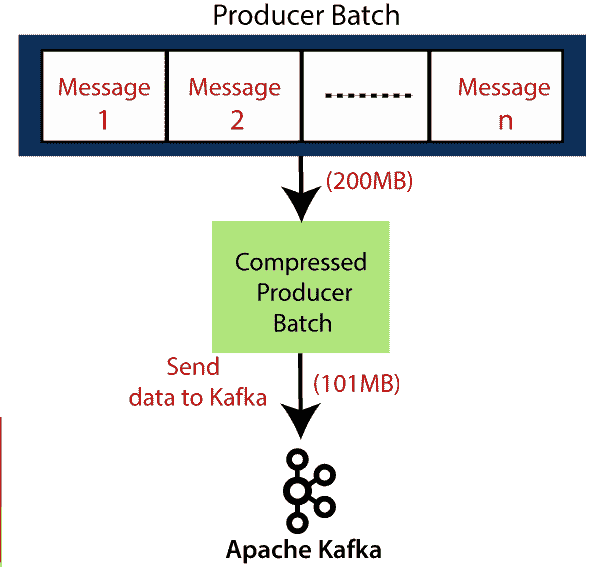 Producer Batch
Message
1
Message
2
Message
n
(200MB)
Compressed
Producer
Batch
Send
data to Kafka
(101MB)
Apache Kafka